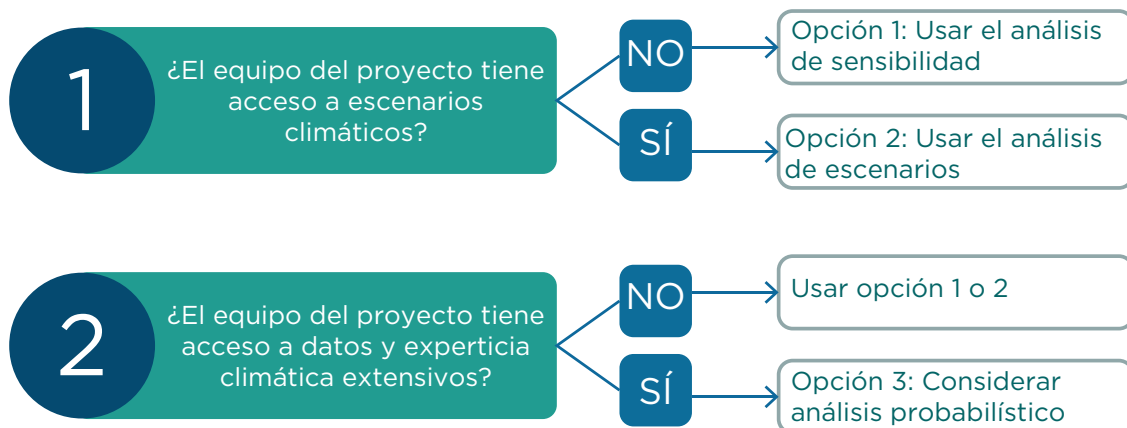 1
¿El equipo del proyecto tiene
acceso a escenarios
climáticos?
NO
Opción 1: Usar el análisis
de sensibilidad
SÍ
Opción 2: Usar el análisis
de escenarios
2
¿El equipo del proyecto tiene
acceso a datos y experticia
climática extensivos?
NO
Usar opción 1 o 2
SÍ
Opción 3: Considerar
análisis probabilístico